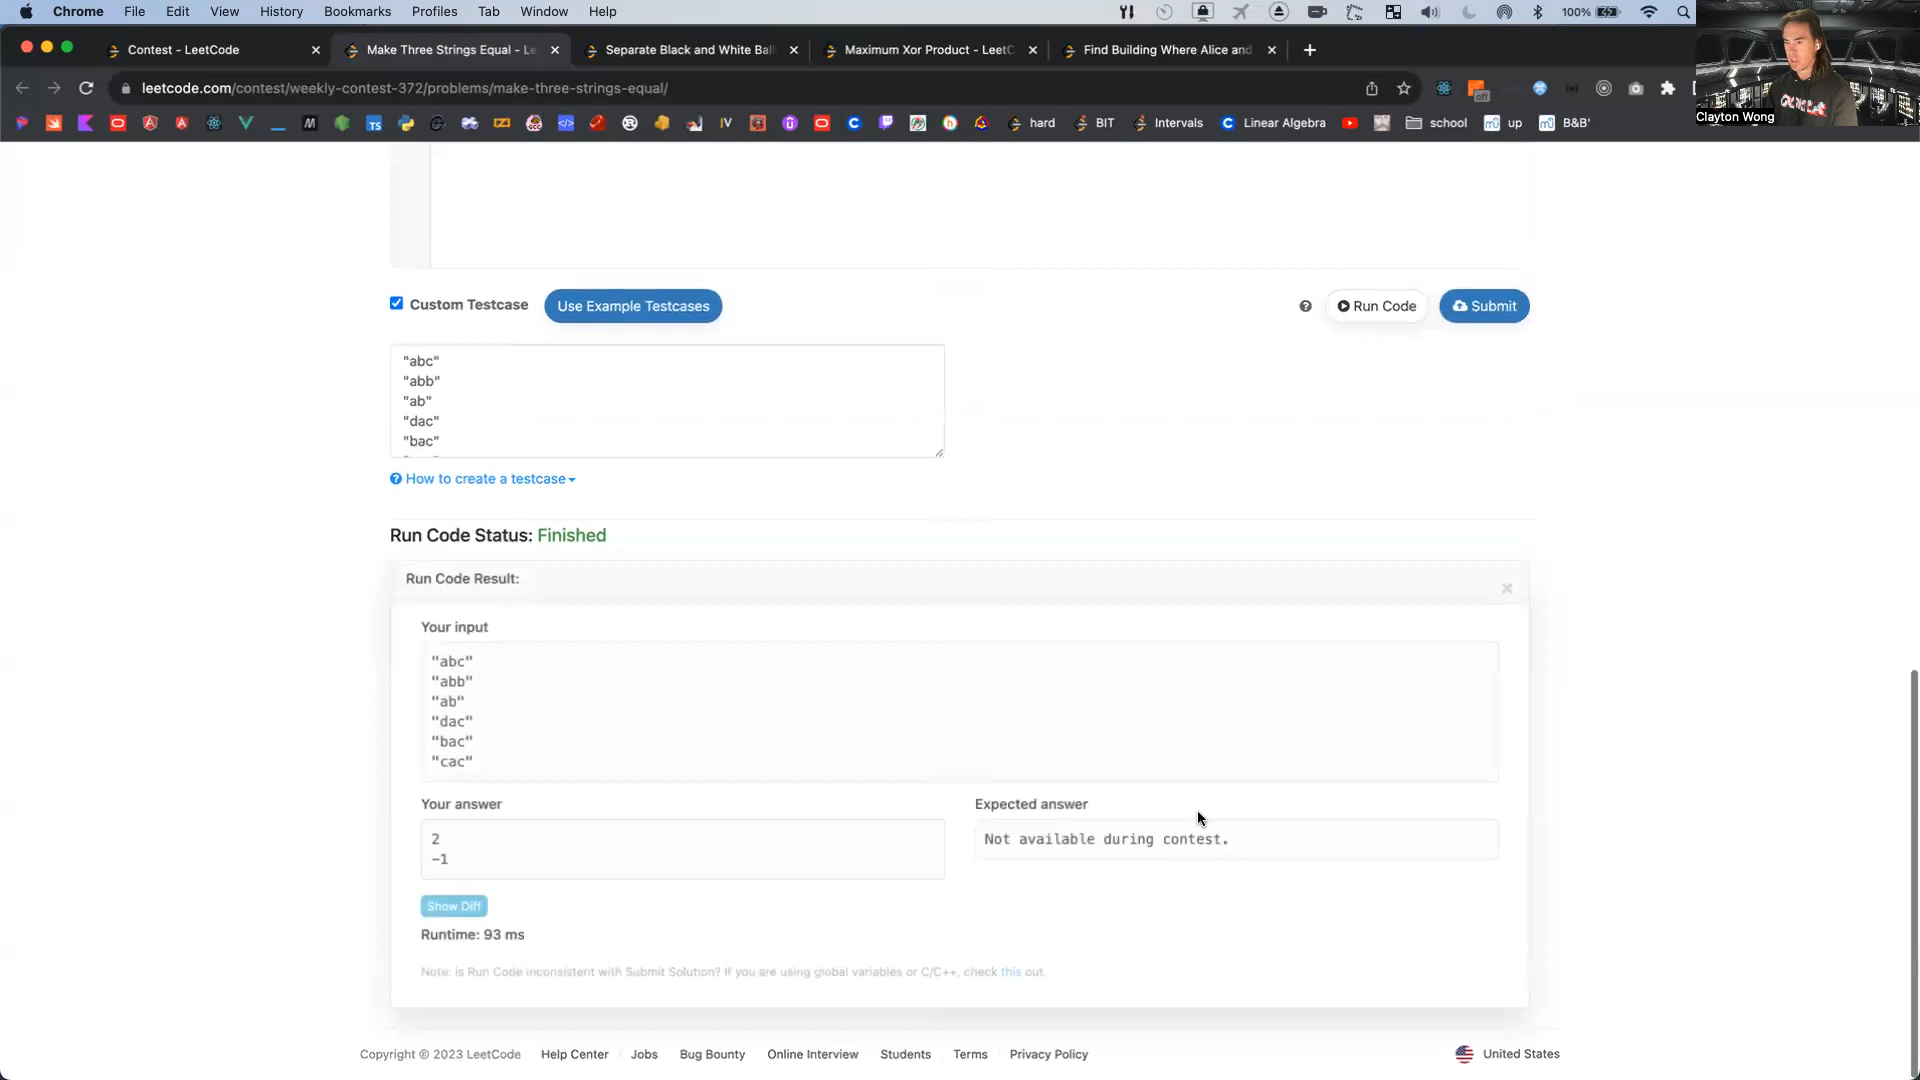 Chrome File Edit View History Bookmarks Profiles Tab Window Help 100%
Contest - LeetCode Make Three Strings Equal - Le Separate Black and White Ball Maximum Xor Product - LeetC Find Building Where Alice and
leetcode.com/contest/weekly-contest-372/problems/make-three-strings-equal/ off
hard BIT Intervals Linear Algebra school up B&B'
Clayton Wong
Custom Testcase Use Example Testcases Run Code Submit
"abc"
"abb"
"ab"
"dac"
"bac"
How to create a testcase
Run Code Status: Finished
Run Code Result:
Your input
"abc"
"abb"
"ab"
"dac"
"bac"
"cac"
Your answer Expected answer
2 Not available during contest.
-1
Show Diff
Runtime: 93 ms
Note: is Run Code inconsistent with Submit Solution? If you are using global variables or C/C++, check this out.
Copyright © 2023 LeetCode Help Center Jobs Bug Bounty Online Interview Students Terms Privacy Policy United States